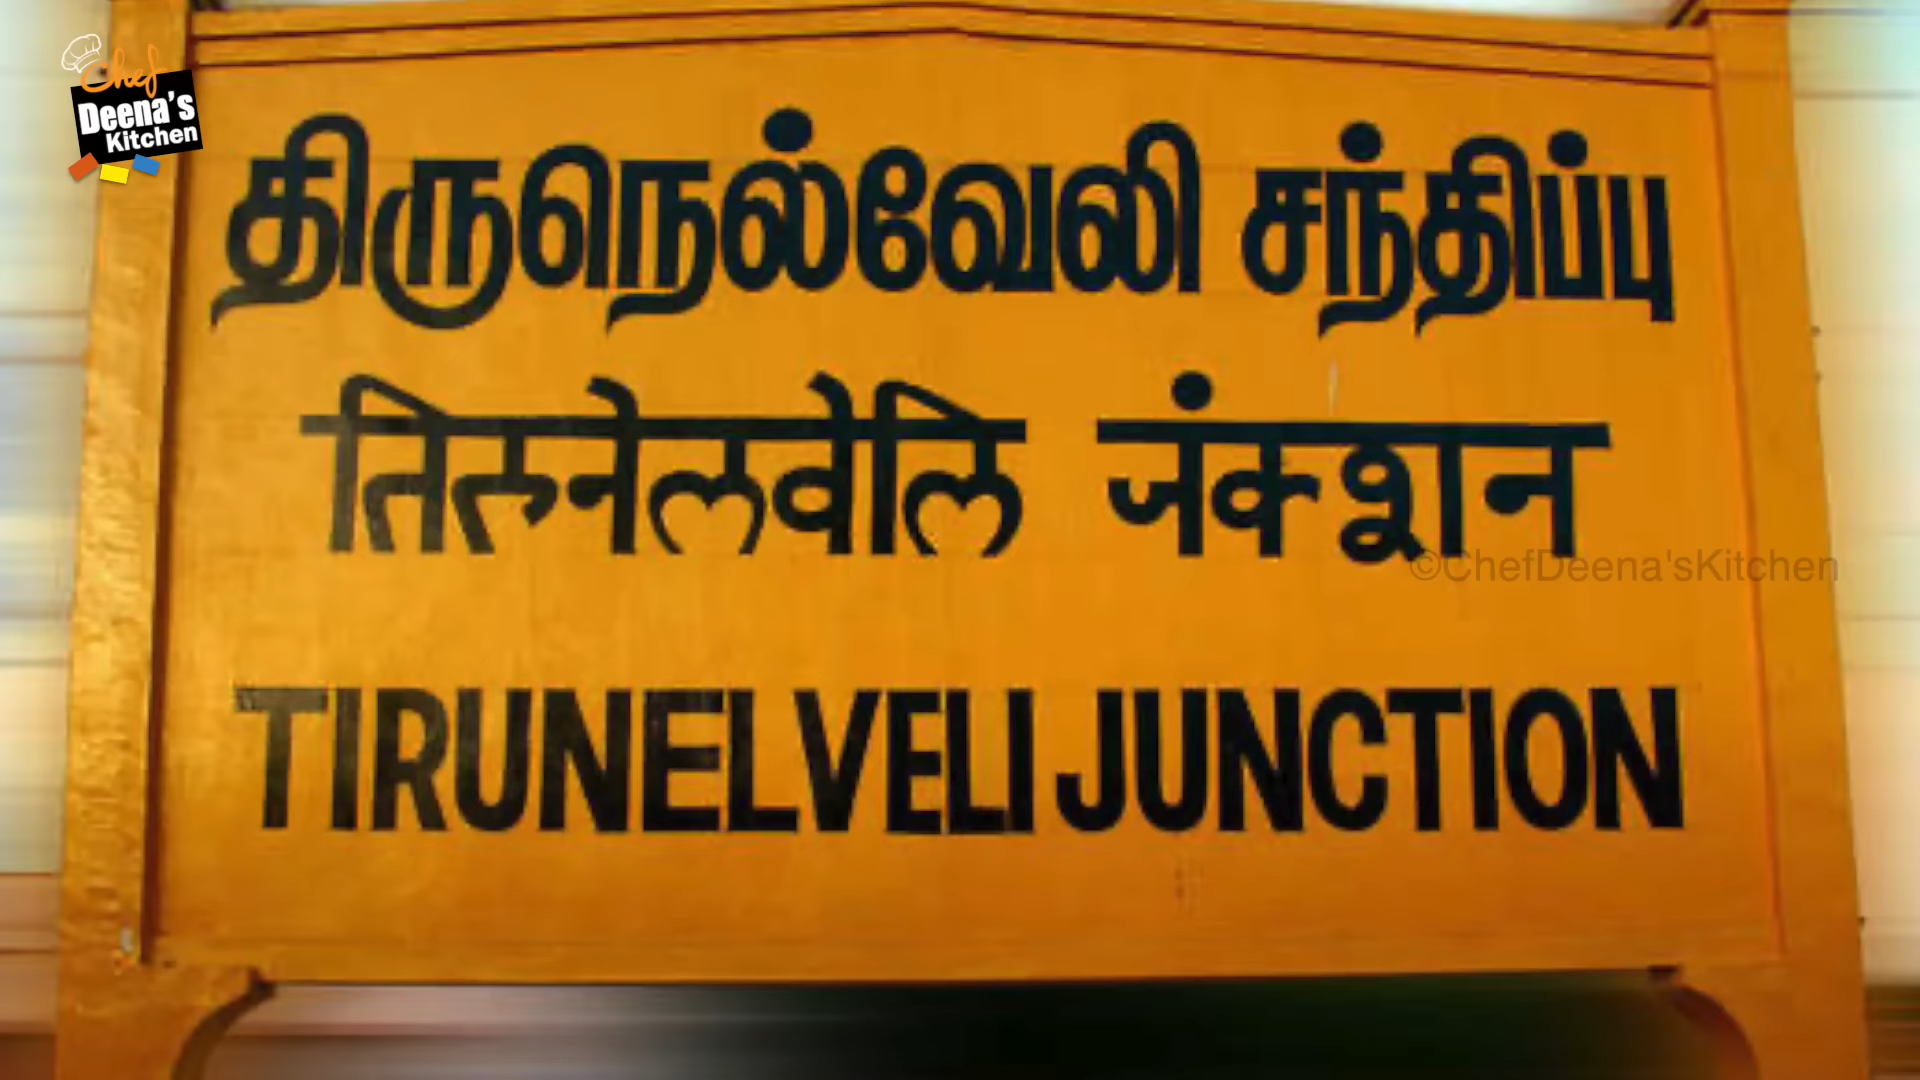 Chef
Deena's
Kitchen
திருநெல்வேலி சந்திப்பு
तिरुनेलवेलि जंक्शन
©ChefDeena'sKitchen
TIRUNELVELI JUNCTION